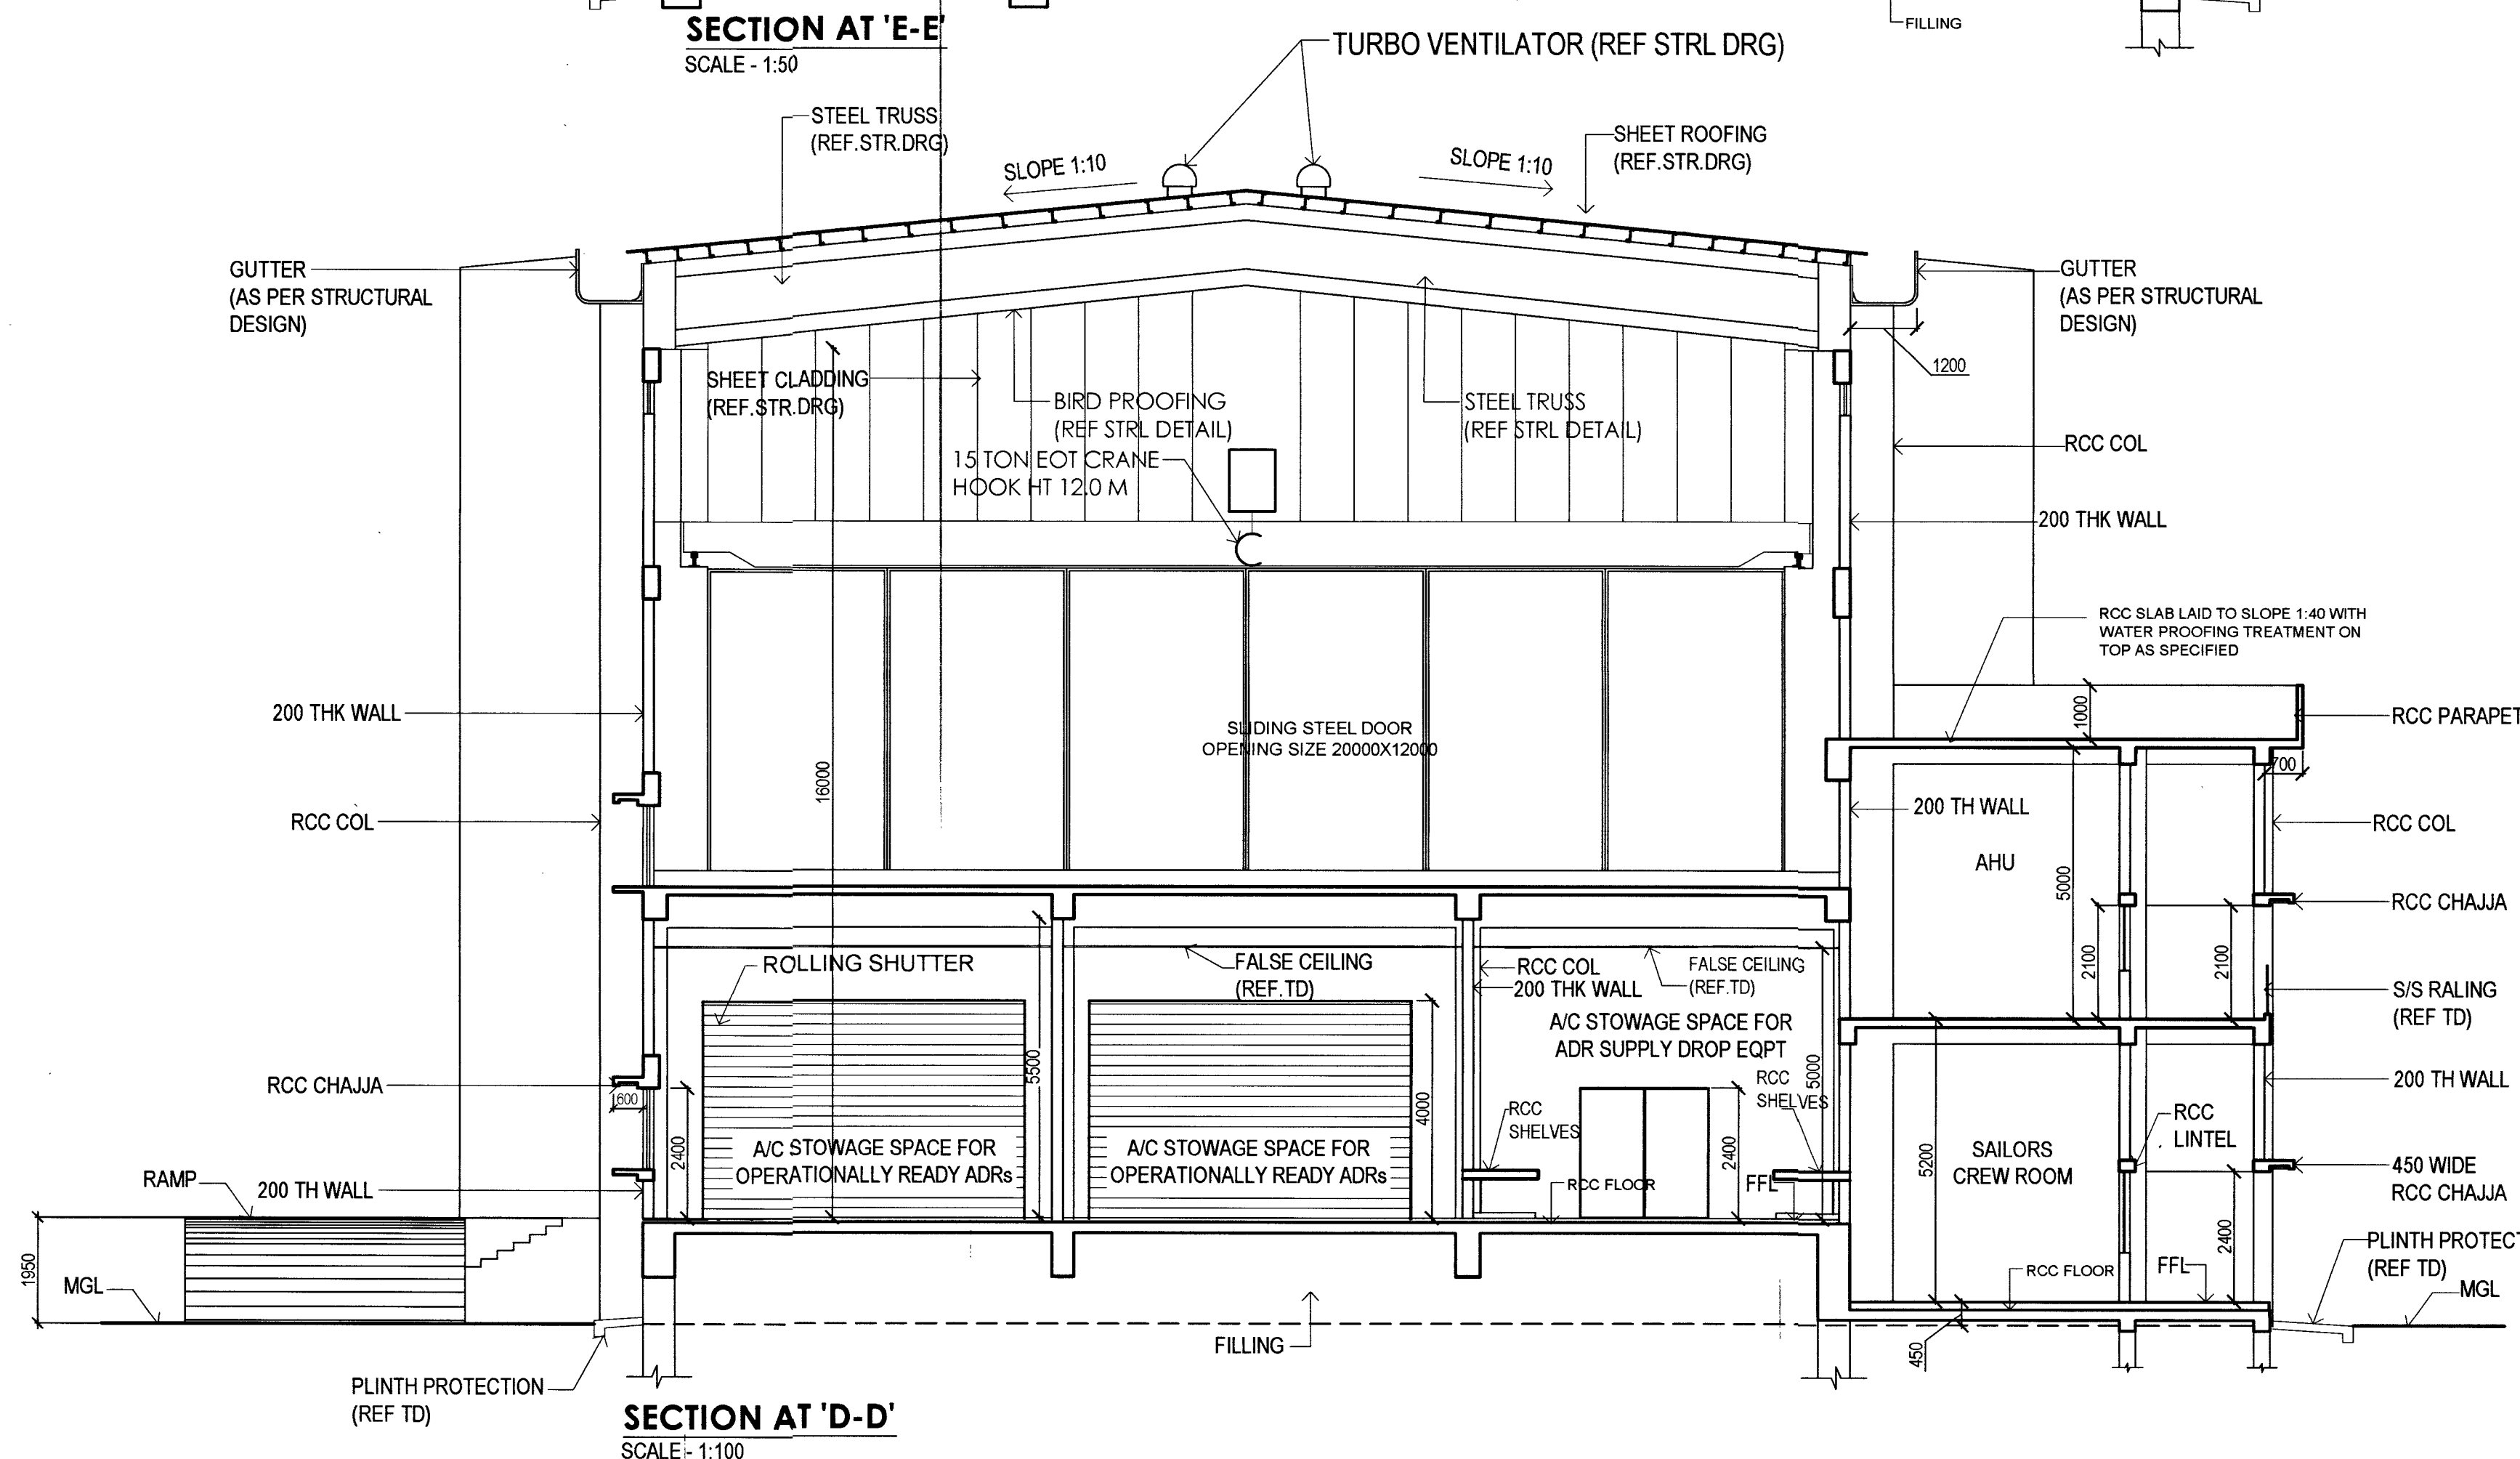 SECTION AT 'E-E'
SCALE - 1:50
FILLING
TURBO VENTILATOR (REF STRL DRG)
STEEL TRUSS
(REF.STR.DRG)
SLOPE 1:10
SLOPE 1:10
SHEET ROOFING
(REF.STR.DRG)
GUTTER
(AS PER STRUCTURAL
DESIGN)
GUTTER
(AS PER STRUCTURAL
DESIGN)
1200
SHEET CLADDING
(REF.STR.DRG)
BIRD PROOFING
(REF STRL DETAIL)
STEEL TRUSS
(REF STRL DETAIL)
15 TON EOT CRANE
HOOK HT 12.0 M
RCC COL
200 THK WALL
RCC SLAB LAID TO SLOPE 1:40 WITH
WATER PROOFING TREATMENT ON
TOP AS SPECIFIED
200 THK WALL
SLIDING STEEL DOOR
OPENING SIZE 20000X12000
1000
RCC PARAPET
700
16000
RCC COL
200 TH WALL
RCC COL
AHU
5000
RCC CHAJJA
ROLLING SHUTTER
FALSE CEILING
(REF.TD)
RCC COL
200 THK WALL
FALSE CEILING
(REF.TD)
2100
2100
S/S RALING
(REF TD)
A/C STOWAGE SPACE FOR
ADR SUPPLY DROP EQPT
5500
5000
RCC CHAJJA
600
RCC
SHELVES
RCC
SHELVES
4000
200 TH WALL
RCC
LINTEL
2400
A/C STOWAGE SPACE FOR
OPERATIONALLY READY ADRs
A/C STOWAGE SPACE FOR
OPERATIONALLY READY ADRs
2400
5200
SAILORS
CREW ROOM
450 WIDE
RCC CHAJJA
RAMP
200 TH WALL
RCC FLOOR
FFL
2400
1950
MGL
RCC FLOOR
FFL
PLINTH PROTECT
(REF TD)
MGL
FILLING
450
PLINTH PROTECTION
(REF TD)
SECTION AT 'D-D'
SCALE - 1:100